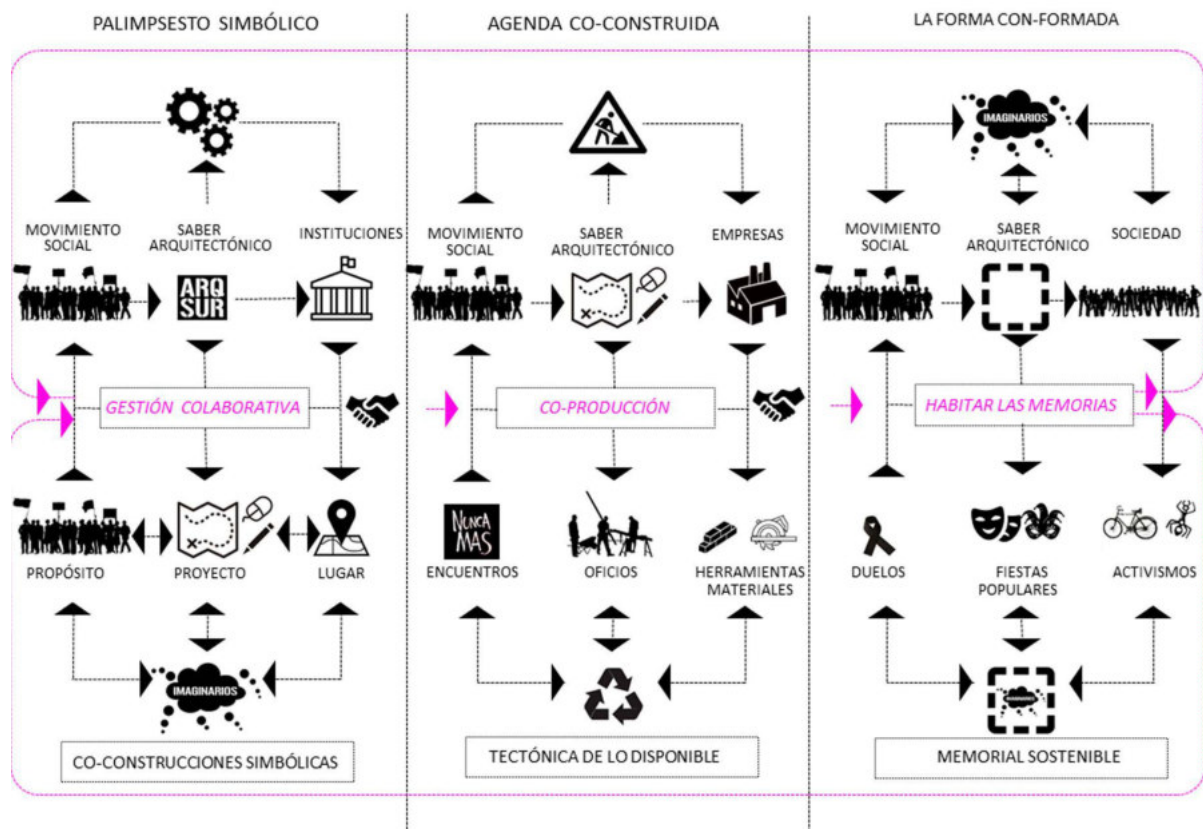 PALIMPSESTO SIMBÓLICO
AGENDA CO-CONSTRUIDA
LA FORMA CON-FORMADA
IMAGINARIOS
MOVIMIENTO
SOCIAL
SABER
ARQUITECTÓNICO
INSTITUCIONES
MOVIMIENTO
SOCIAL
SABER
ARQUITECTÓNICO
EMPRESAS
MOVIMIENTO
SOCIAL
SABER
ARQUITECTÓNICO
SOCIEDAD
ARQ
SUR
GESTIÓN COLABORATIVA
CO-PRODUCCIÓN
HABITAR LAS MEMORIAS
NUNCA
MAS
PROPÓSITO
PROYECTO
LUGAR
ENCUENTROS
OFICIOS
HERRAMIENTAS
MATERIALES
DUELOS
FIESTAS
POPULARES
ACTIVISMOS
IMAGINARIOS
CO-CONSTRUCCIONES SIMBÓLICAS
TECTÓNICA DE LO DISPONIBLE
MEMORIAL SOSTENIBLE